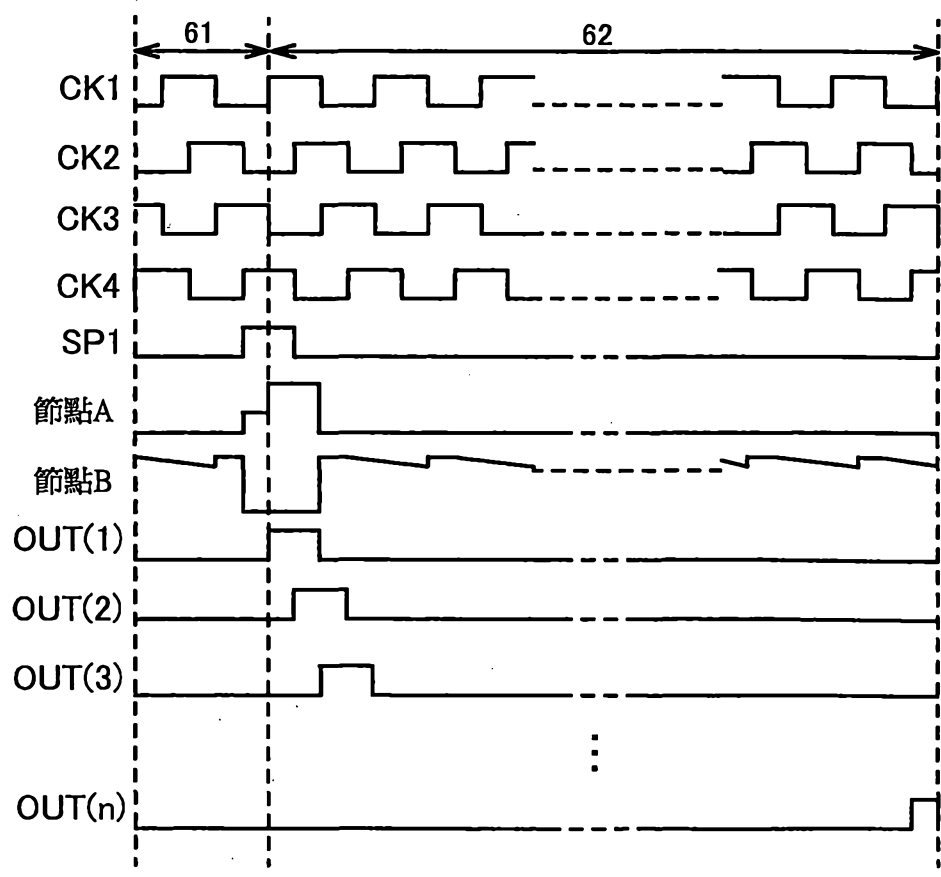 61
62
CK1
CK2
CK3
CK4
SP1
節點A
節點B
OUT(1)
OUT(2)
OUT(3)
OUT(n)